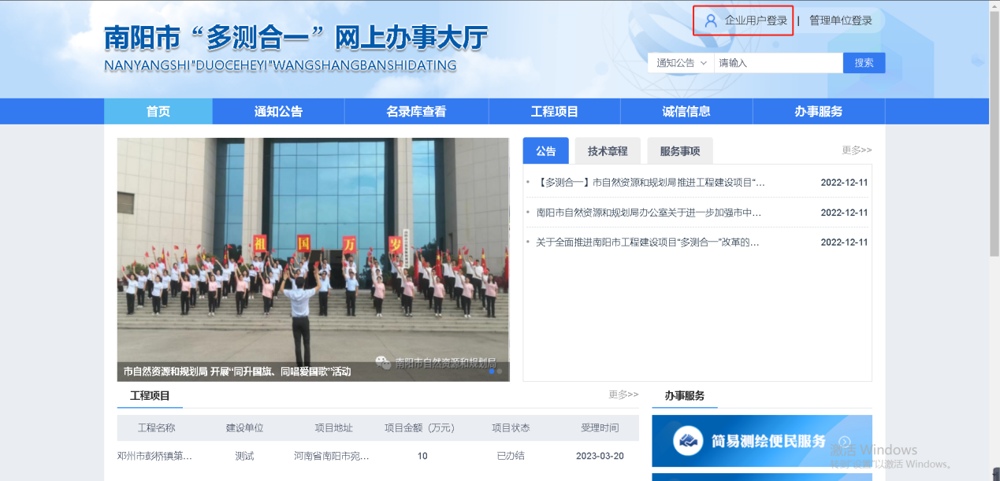 企业用户登录 | 管理单位登录
南阳市“多测合一”网上办事大厅
NANYANGSHI"DUOCEHEYI"WANGSHANGBANSHIDATING
通知公告 请输入 搜索
首页 通知公告 名录库查看 工程项目 诚信信息 办事服务
公告 技术章程 服务事项 更多>>
【多测合一】市自然资源和规划局推进工程建设项目“... 2022-12-11
南阳市自然资源和规划局办公室关于进一步加强市中... 2022-12-11
关于全面推进南阳市工程建设项目“多测合一”改革的... 2022-12-11
祖国万岁
南阳市自然资源和规划局
市自然资源和规划局 开展“同升国旗、同唱爱国歌”活动
工程项目 更多>>
工程名称 建设单位 项目地址 项目金额（万元） 项目状态 受理时间
邓州市彭桥镇第... 测试 河南省南阳市宛... 10 已办结 2023-03-20
办事服务
简易测绘便民服务
激活 Windows
转到“设置”以激活 Windows。